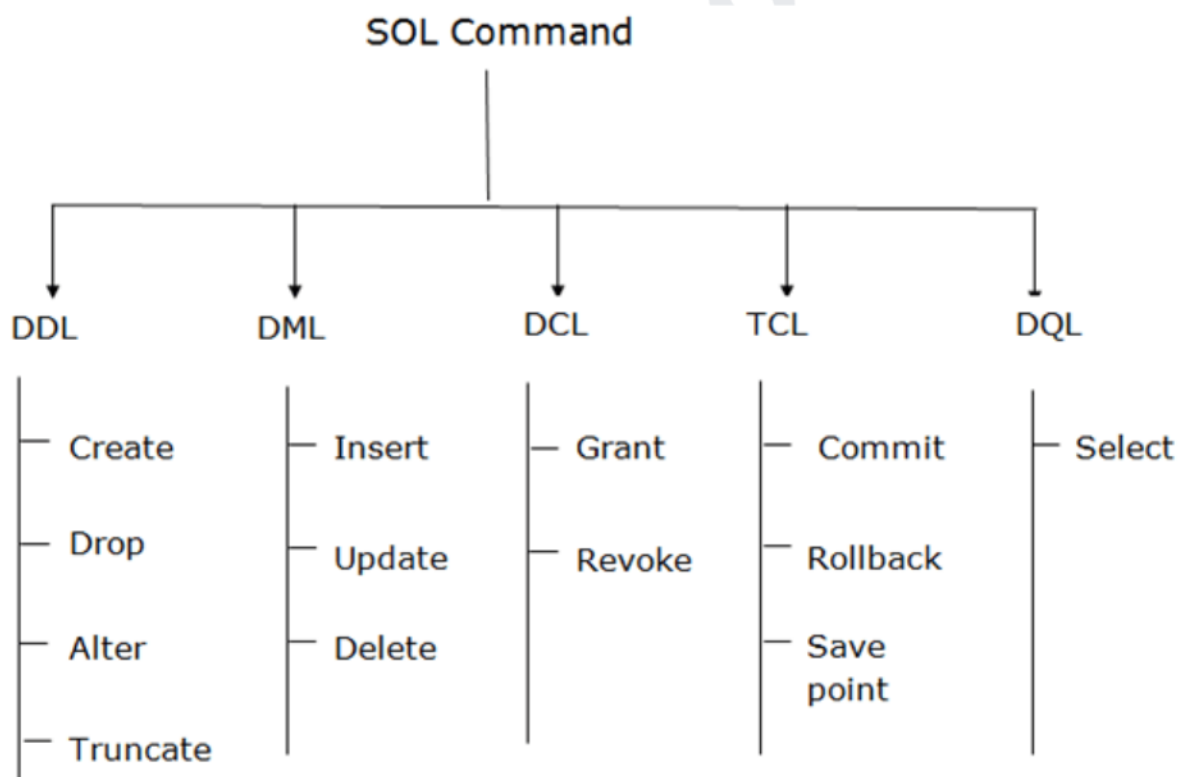 SOL Command
DDL
DML
DCL
TCL
DQL
Create
Drop
Alter
Truncate
Insert
Update
Delete
Grant
Revoke
Commit
Rollback
Save
point
Select